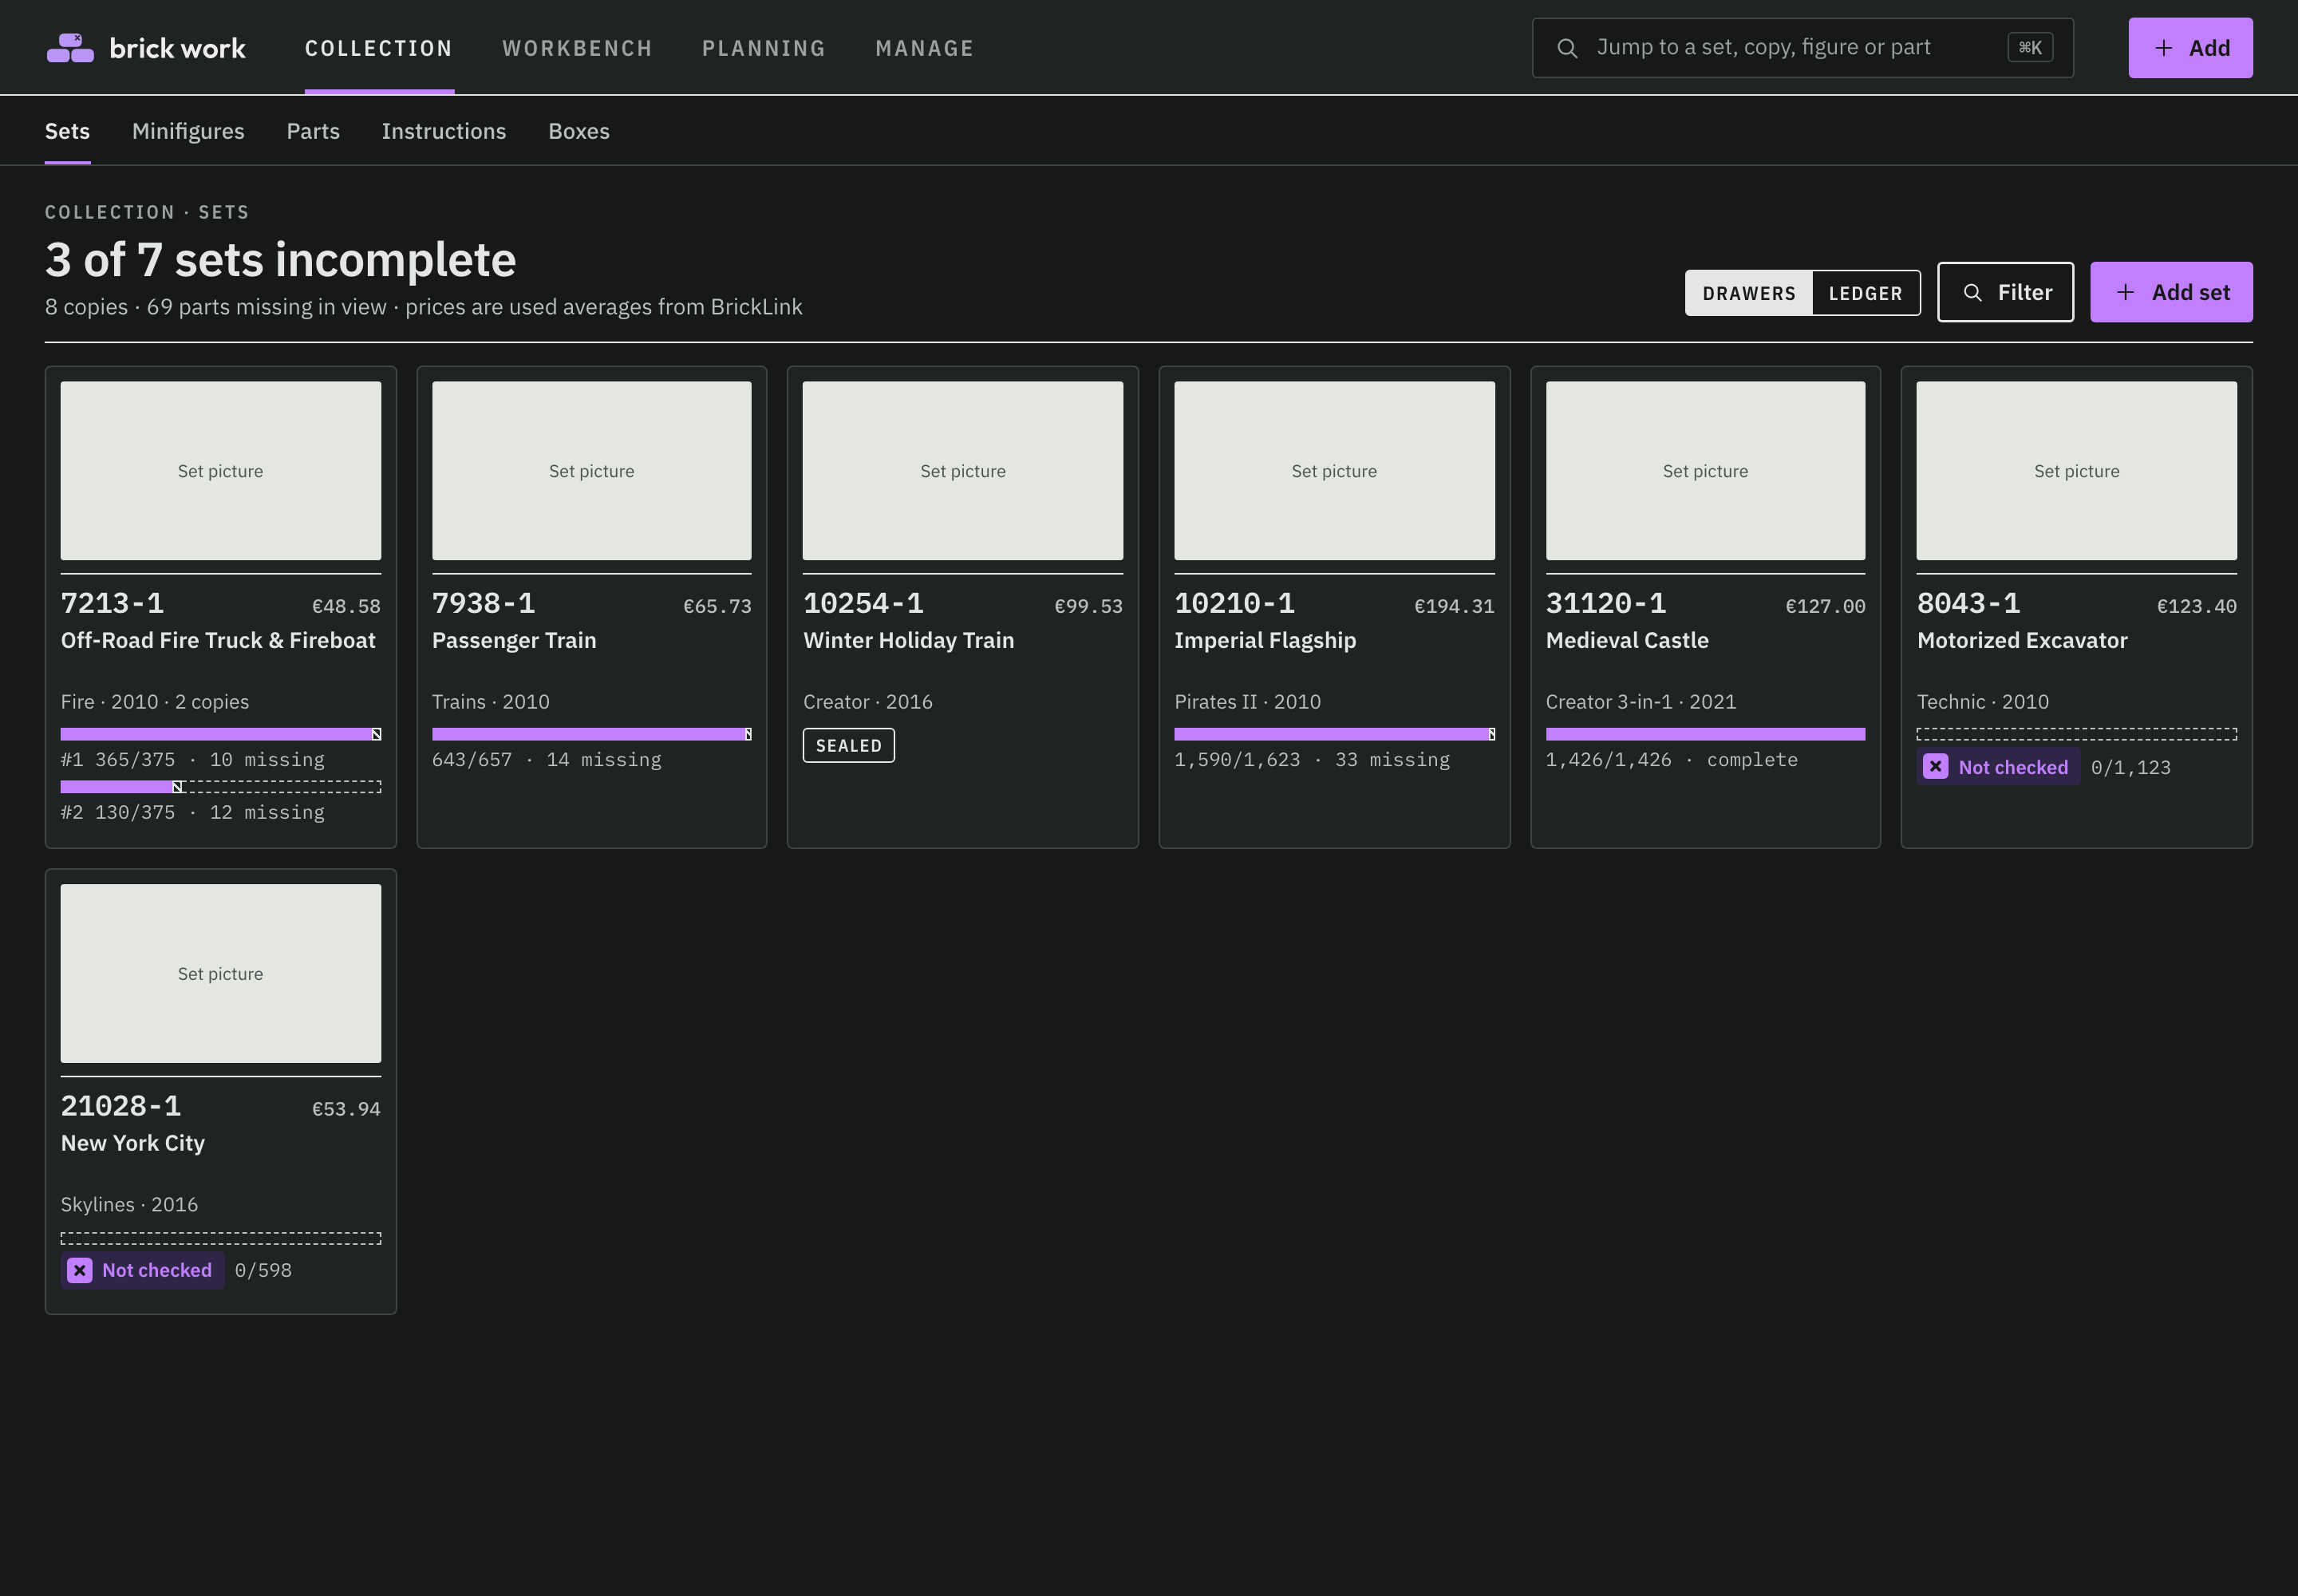 brick work
COLLECTION WORKBENCH PLANNING MANAGE
Jump to a set, copy, figure or part ⌘K
+ Add
Sets Minifigures Parts Instructions Boxes
COLLECTION · SETS
3 of 7 sets incomplete
8 copies · 69 parts missing in view · prices are used averages from BrickLink
DRAWERS LEDGER
Filter
+ Add set
Set picture
7213-1 €48.58
Off-Road Fire Truck & Fireboat
Fire · 2010 · 2 copies
#1 365/375 · 10 missing
#2 130/375 · 12 missing
Set picture
7938-1 €65.73
Passenger Train
Trains · 2010
643/657 · 14 missing
Set picture
10254-1 €99.53
Winter Holiday Train
Creator · 2016
SEALED
Set picture
10210-1 €194.31
Imperial Flagship
Pirates II · 2010
1,590/1,623 · 33 missing
Set picture
31120-1 €127.00
Medieval Castle
Creator 3-in-1 · 2021
1,426/1,426 · complete
Set picture
8043-1 €123.40
Motorized Excavator
Technic · 2010
Not checked 0/1,123
Set picture
21028-1 €53.94
New York City
Skylines · 2016
Not checked 0/598